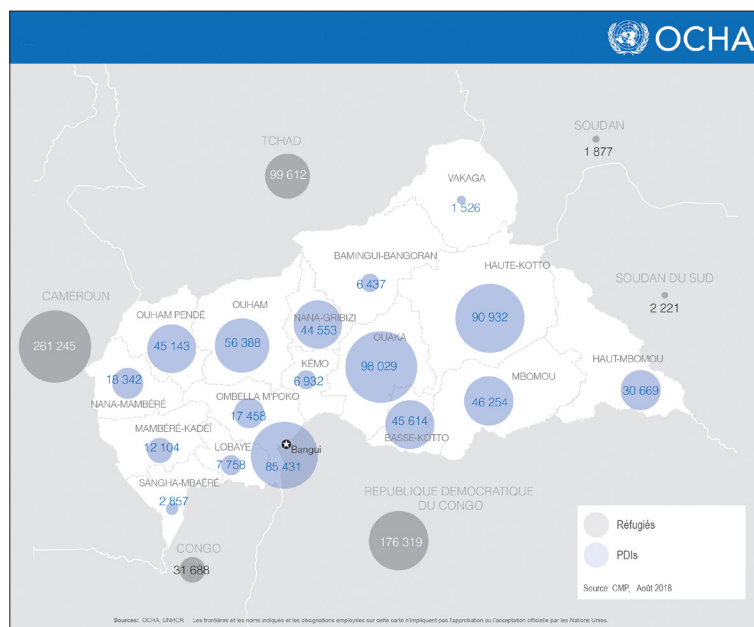 OCHA
SOUDAN
1 877
TCHAD
99 612
VAKAGA
1 526
BAMINGUI-BANGORAN
6 437
HAUTE-KOTTO
90 932
SOUDAN DU SUD
2 221
CAMEROUN
261 245
OUHAM PENDÉ
45 143
OUHAM
56 388
NANA-GRIBIZI
44 553
OUAKA
98 029
KÉMO
6 932
18 342
NANA-MAMBÉRÉ
OMBELLA M'POKO
17 458
MBOMOU
46 254
HAUT-MBOMOU
30 669
45 614
BASSE-KOTTO
MAMBÉRÉ-KADEÏ
12 104
LOBAYE
7 758
Bangui
85 431
SANGHA-MBAÉRÉ
2 857
REPUBLIQUE DEMOCRATIQUE
DU CONGO
176 319
CONGO
31 688
Réfugiés
PDIs
Source: CMP, Août 2018
Sources: OCHA, UNHCR Les frontières et les noms indiqués et les désignations employées sur cette carte n'impliquent pas l'approbation ou l'acceptation officielle par les Nations Unies.